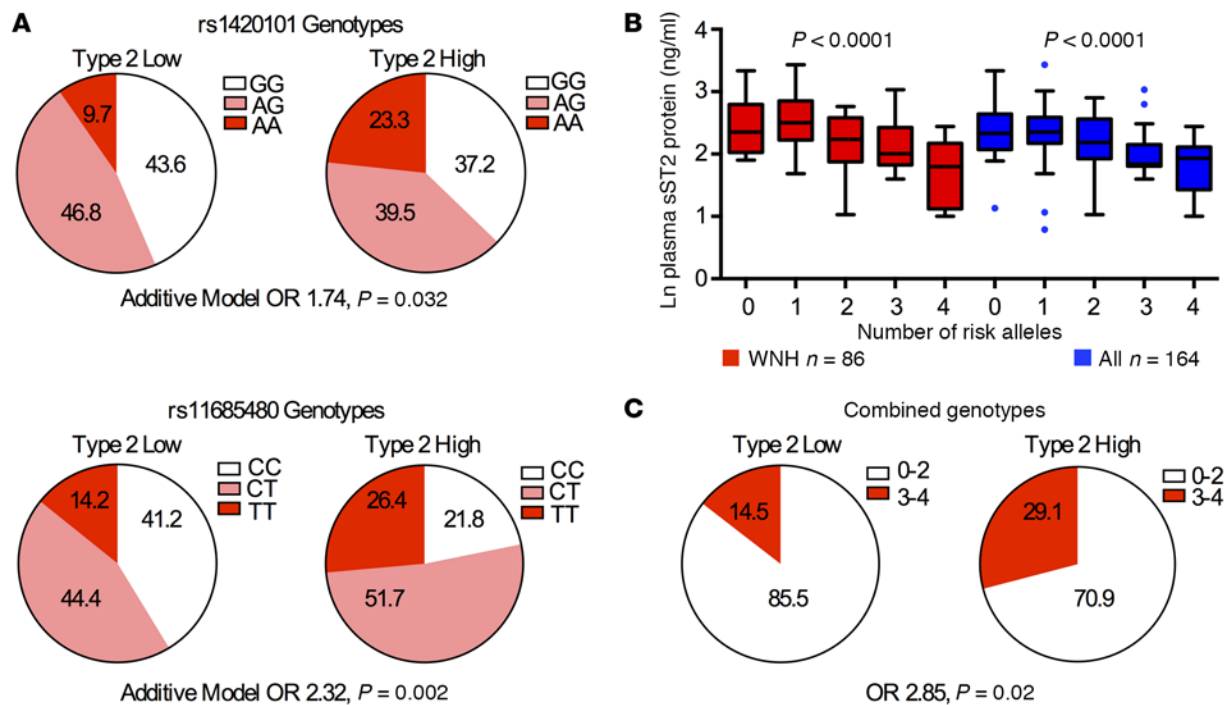 A
rs1420101 Genotypes
Type 2 Low
GG
AG
AA
9.7
43.6
46.8
Type 2 High
GG
AG
AA
23.3
37.2
39.5
Additive Model OR 1.74, P = 0.032
rs11685480 Genotypes
Type 2 Low
CC
CT
TT
14.2
41.2
44.4
Type 2 High
CC
CT
TT
26.4
21.8
51.7
Additive Model OR 2.32, P = 0.002
B
Ln plasma sST2 protein (ng/ml)
4
3
2
1
0
P < 0.0001
P < 0.0001
0 1 2 3 4 0 1 2 3 4
Number of risk alleles
WNH n = 86
All n = 164
C
Combined genotypes
Type 2 Low
0-2
3-4
14.5
85.5
Type 2 High
0-2
3-4
29.1
70.9
OR 2.85, P = 0.02